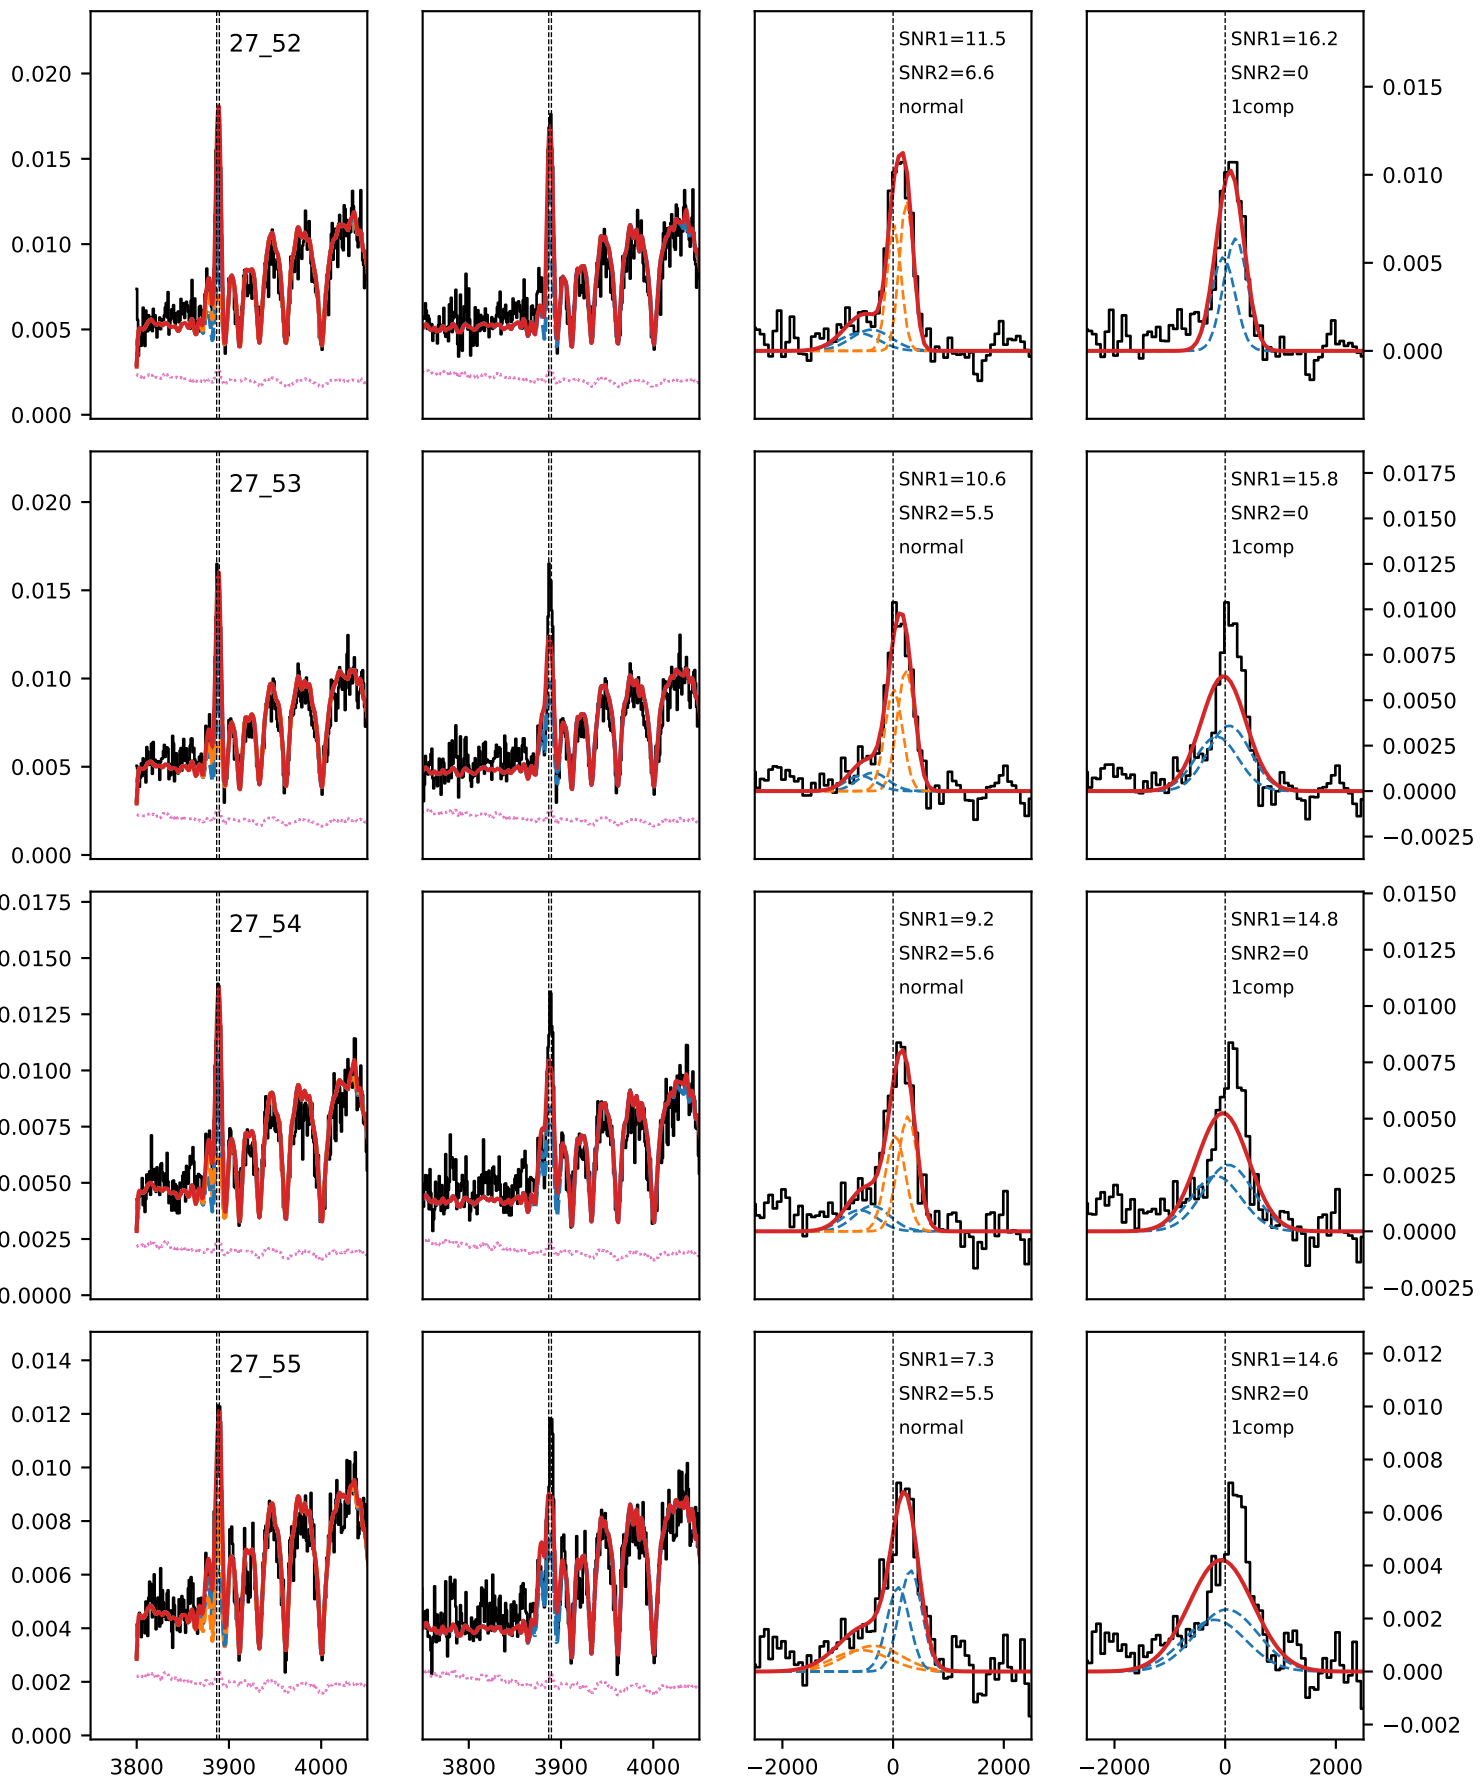 27_52
SNR1=11.5
SNR2=6.6
normal
SNR1=16.2
SNR2=0
1comp
0.020
0.015
0.010
0.005
0.000
0.015
0.010
0.005
0.000
27_53
SNR1=10.6
SNR2=5.5
normal
SNR1=15.8
SNR2=0
1comp
0.020
0.015
0.010
0.005
0.000
0.0175
0.0150
0.0125
0.0100
0.0075
0.0050
0.0025
0.0000
−0.0025
27_54
SNR1=9.2
SNR2=5.6
normal
SNR1=14.8
SNR2=0
1comp
0.0175
0.0150
0.0125
0.0100
0.0075
0.0050
0.0025
0.0000
0.0150
0.0125
0.0100
0.0075
0.0050
0.0025
0.0000
−0.0025
27_55
SNR1=7.3
SNR2=5.5
normal
SNR1=14.6
SNR2=0
1comp
0.014
0.012
0.010
0.008
0.006
0.004
0.002
0.000
0.012
0.010
0.008
0.006
0.004
0.002
0.000
−0.002
3800 3900 4000
3800 3900 4000
−2000 0 2000
−2000 0 2000